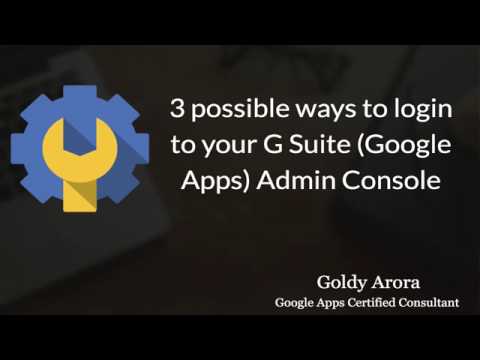 3 possible ways to login
to your G Suite (Google
Apps) Admin Console
Goldy Arora
Google Apps Certified Consultant